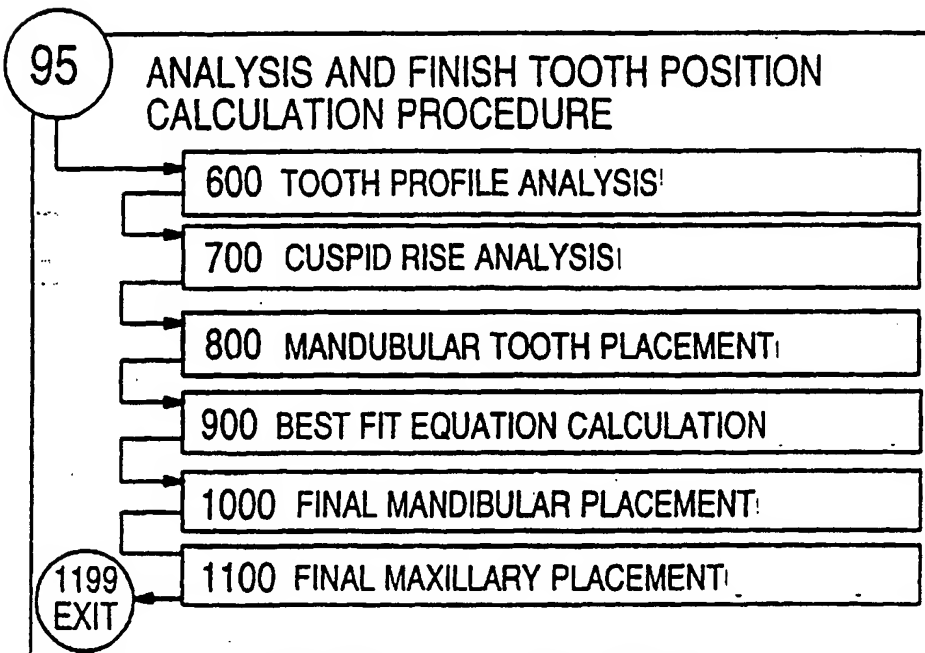 95
ANALYSIS AND FINISH TOOTH POSITION
CALCULATION PROCEDURE
600 TOOTH PROFILE ANALYSIS
700 CUSPID RISE ANALYSIS
800 MANDUBULAR TOOTH PLACEMENT
900 BEST FIT EQUATION CALCULATION
1000 FINAL MANDIBULAR PLACEMENT
1100 FINAL MAXILLARY PLACEMENT
1199
EXIT